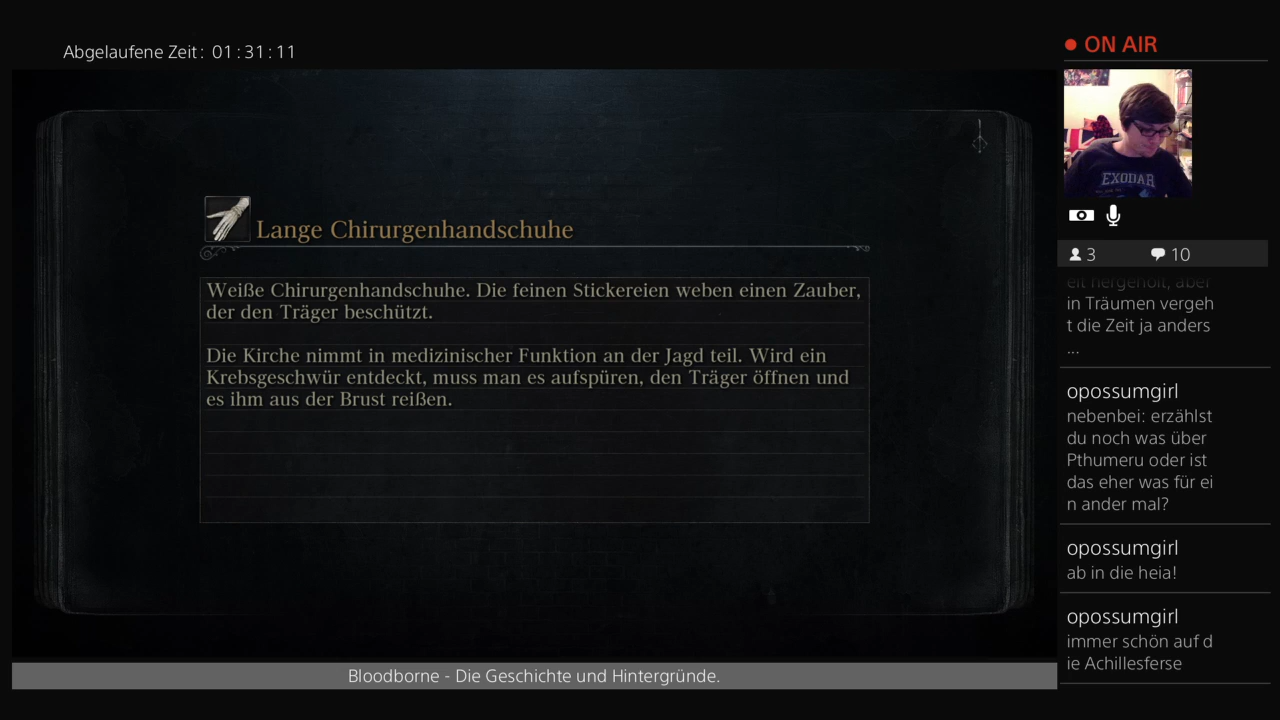 Abgelaufene Zeit: 01:31:11
ON AIR
EXODAR
3 10
Lange Chirurgenhandschuhe
Weiße Chirurgenhandschuhe. Die feinen Stickereien weben einen Zauber,
der den Träger beschützt.
Die Kirche nimmt in medizinischer Funktion an der Jagd teil. Wird ein
Krebsgeschwür entdeckt, muss man es aufspüren, den Träger öffnen und
es ihm aus der Brust reißen.
Bloodborne - Die Geschichte und Hintergründe.
eit hergeholt, aber
in Träumen vergeh
t die Zeit ja anders
...
opossumgirl
nebenbei: erzählst
du noch was über
Pthumeru oder ist
das eher was für ei
n ander mal?
opossumgirl
ab in die heia!
opossumgirl
immer schön auf d
ie Achillesferse